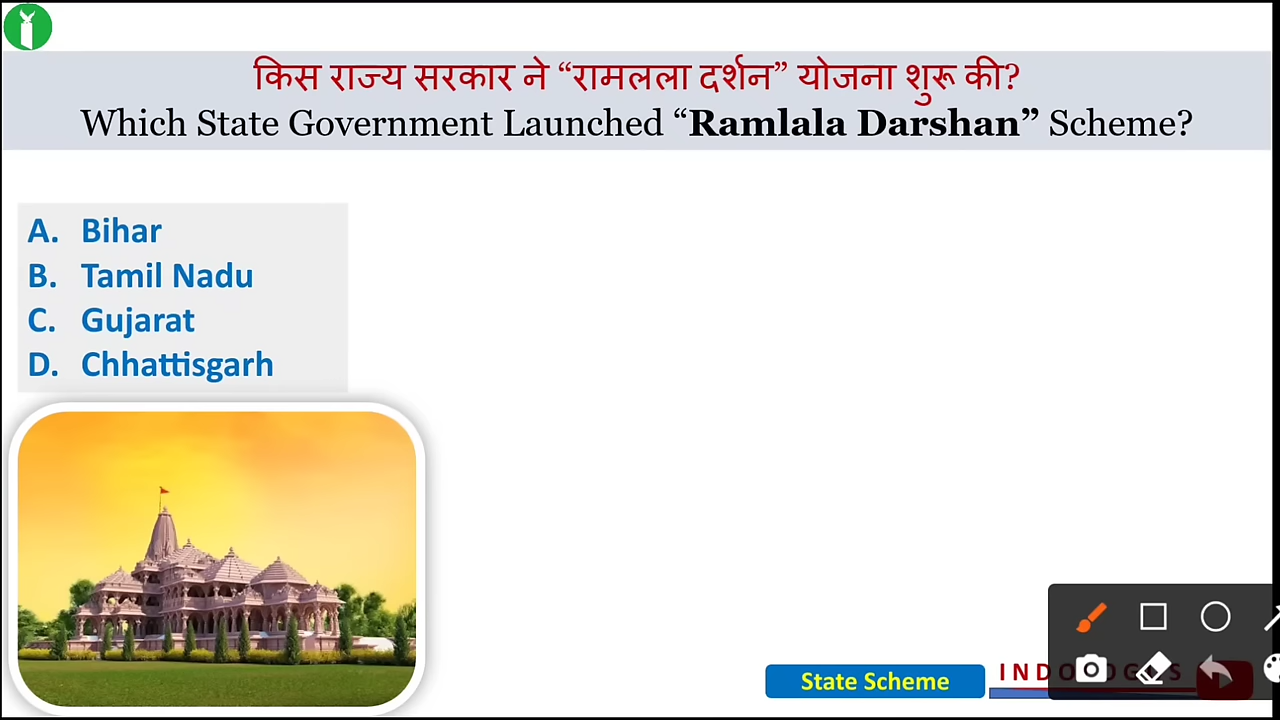 किस राज्य सरकार ने “रामलला दर्शन” योजना शुरू की?
Which State Government Launched “Ramlala Darshan” Scheme?
A. Bihar
B. Tamil Nadu
C. Gujarat
D. Chhattisgarh
State Scheme